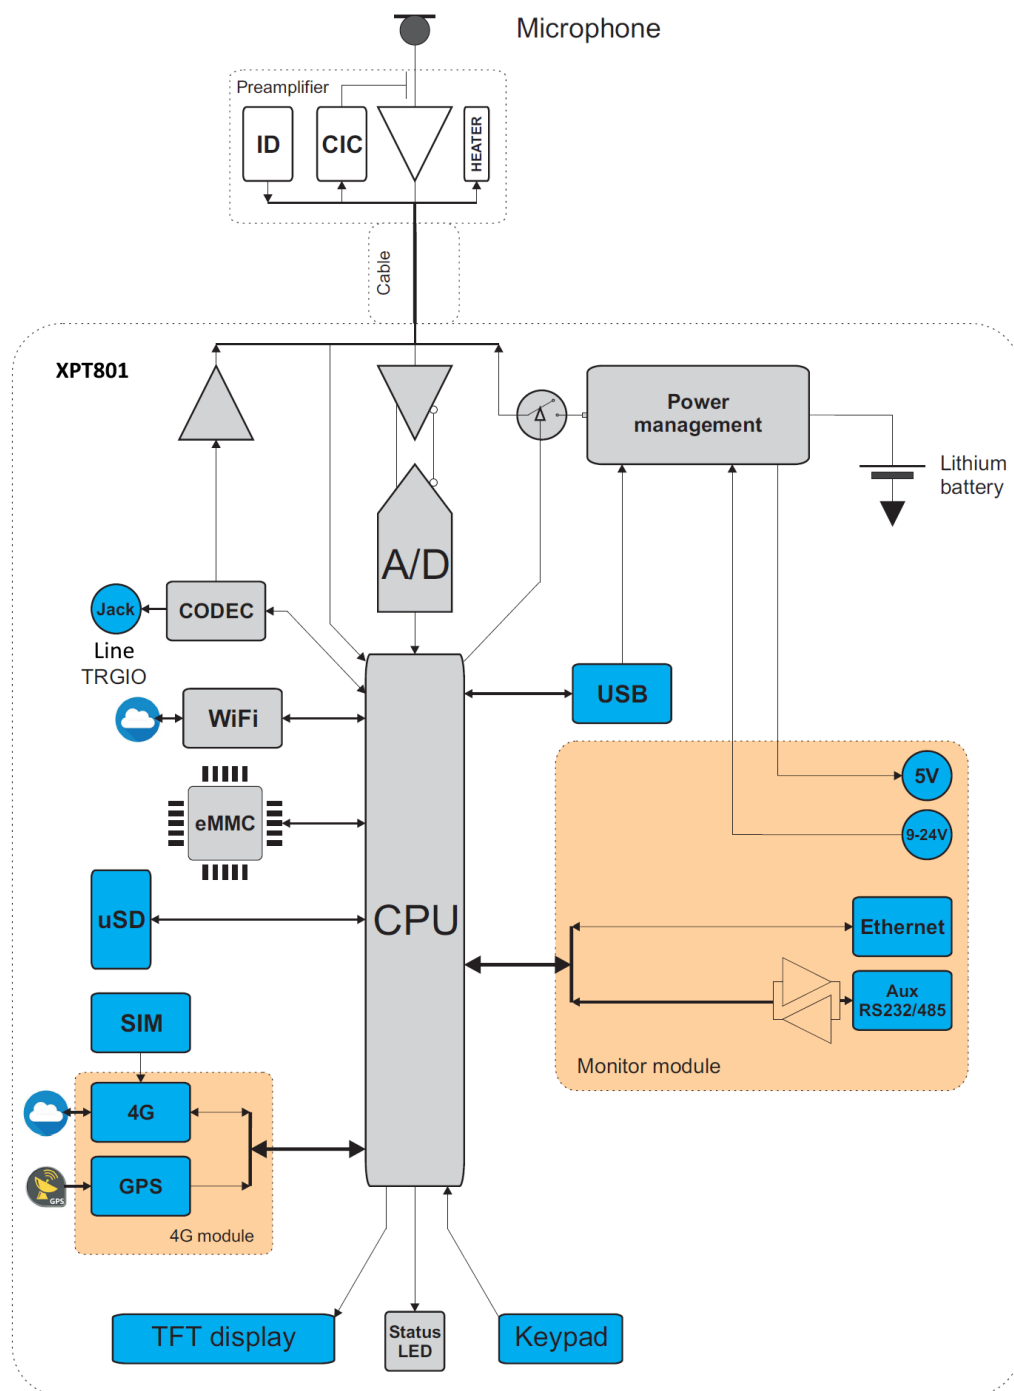 Microphone
Preamplifier
ID
CIC
HEATER
Cable
XPT801
Power
management
Lithium
battery
A/D
Jack
CODEC
Line
TRGIO
WiFi
USB
5V
eMMC
9-24V
uSD
CPU
Ethernet
Aux
RS232/485
SIM
Monitor module
4G
GPS
GPS
4G module
TFT display
Status
LED
Keypad